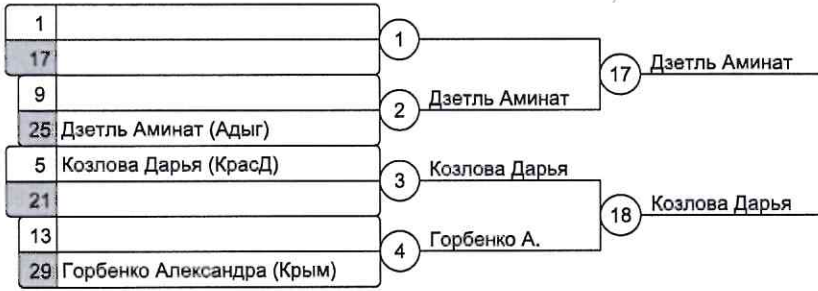 1
17
1
9
25 Дзетль Аминат (Адыг)
2
Дзетль Аминат
17
Дзетль Аминат
5 Козлова Дарья (КрасД)
21
3
Козлова Дарья
13
29 Горбенко Александра (Крым)
4
Горбенко А.
18
Козлова Дарья